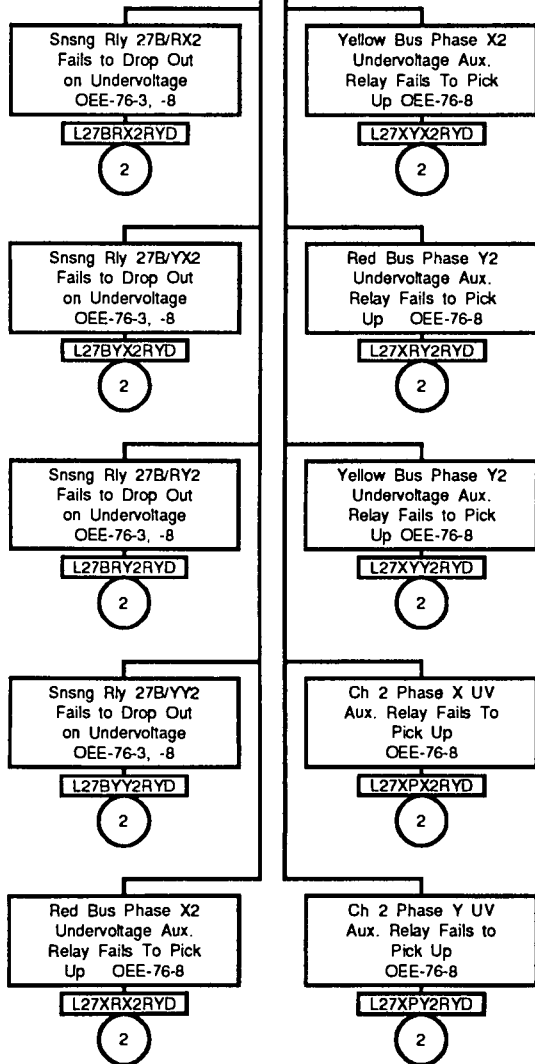 Snsng Rly 27B/RX2
Fails to Drop Out
on Undervoltage
OEE-76-3, -8
L27BRX2RYD
2
Yellow Bus Phase X2
Undervoltage Aux.
Relay Fails To Pick
Up OEE-76-8
L27XYX2RYD
2
Snsng Rly 27B/YX2
Fails to Drop Out
on Undervoltage
OEE-76-3, -8
L27BYX2RYD
2
Red Bus Phase Y2
Undervoltage Aux.
Relay Fails to Pick
Up OEE-76-8
L27XRY2RYD
2
Snsng Rly 27B/RY2
Fails to Drop Out
on Undervoltage
OEE-76-3, -8
L27BRY2RYD
2
Yellow Bus Phase Y2
Undervoltage Aux.
Relay Fails to Pick
Up OEE-76-8
L27XYY2RYD
2
Snsng Rly 27B/YY2
Fails to Drop Out
on Undervoltage
OEE-76-3, -8
L27BYY2RYD
2
Ch 2 Phase X UV
Aux. Relay Fails To
Pick Up
OEE-76-8
L27XPX2RYD
2
Red Bus Phase X2
Undervoltage Aux.
Relay Fails To Pick
Up OEE-76-8
L27XRX2RYD
2
Ch 2 Phase Y UV
Aux. Relay Fails to
Pick Up
OEE-76-8
L27XPY2RYD
2